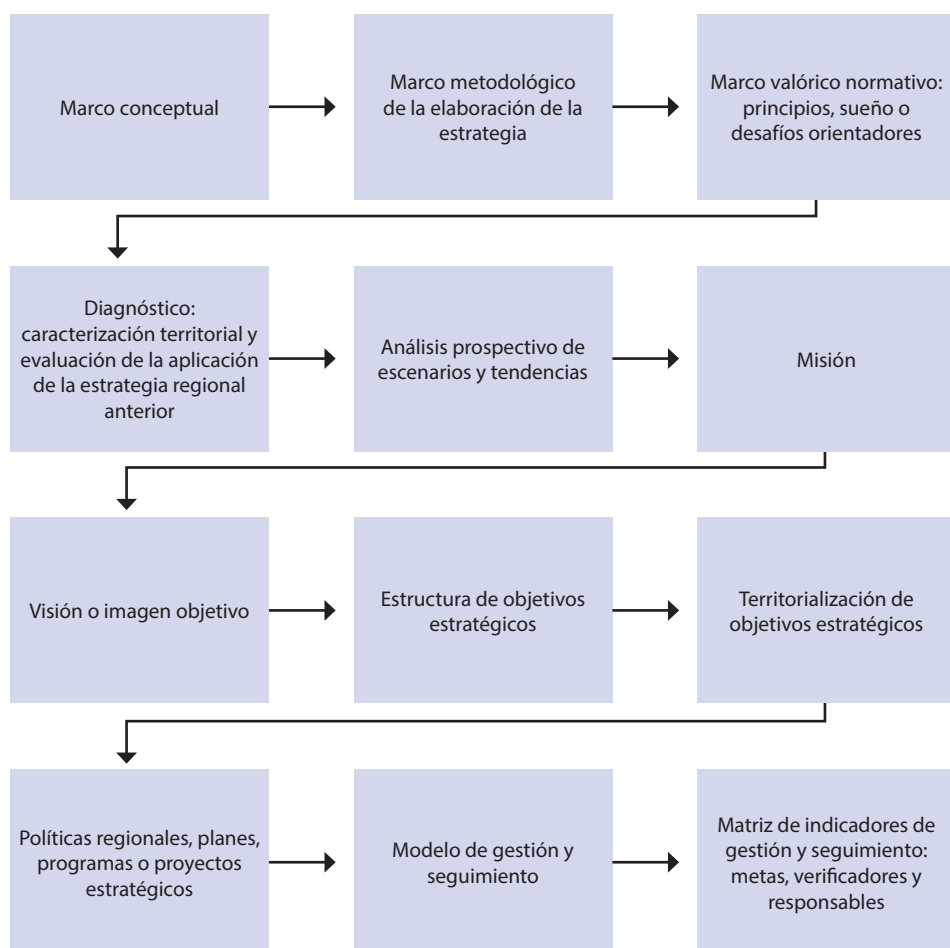 Marco conceptual
Marco metodológico
de la elaboración de la
estrategia
Marco valórico normativo:
principios, sueño o
desafíos orientadores
Diagnóstico:
caracterización territorial y
evaluación de la aplicación
de la estrategia regional
anterior
Análisis prospectivo de
escenarios y tendencias
Misión
Visión o imagen objetivo
Estructura de objetivos
estratégicos
Territorialización de
objetivos estratégicos
Políticas regionales, planes,
programas o proyectos
estratégicos
Modelo de gestión y
seguimiento
Matriz de indicadores de
gestión y seguimiento:
metas, verificadores y
responsables